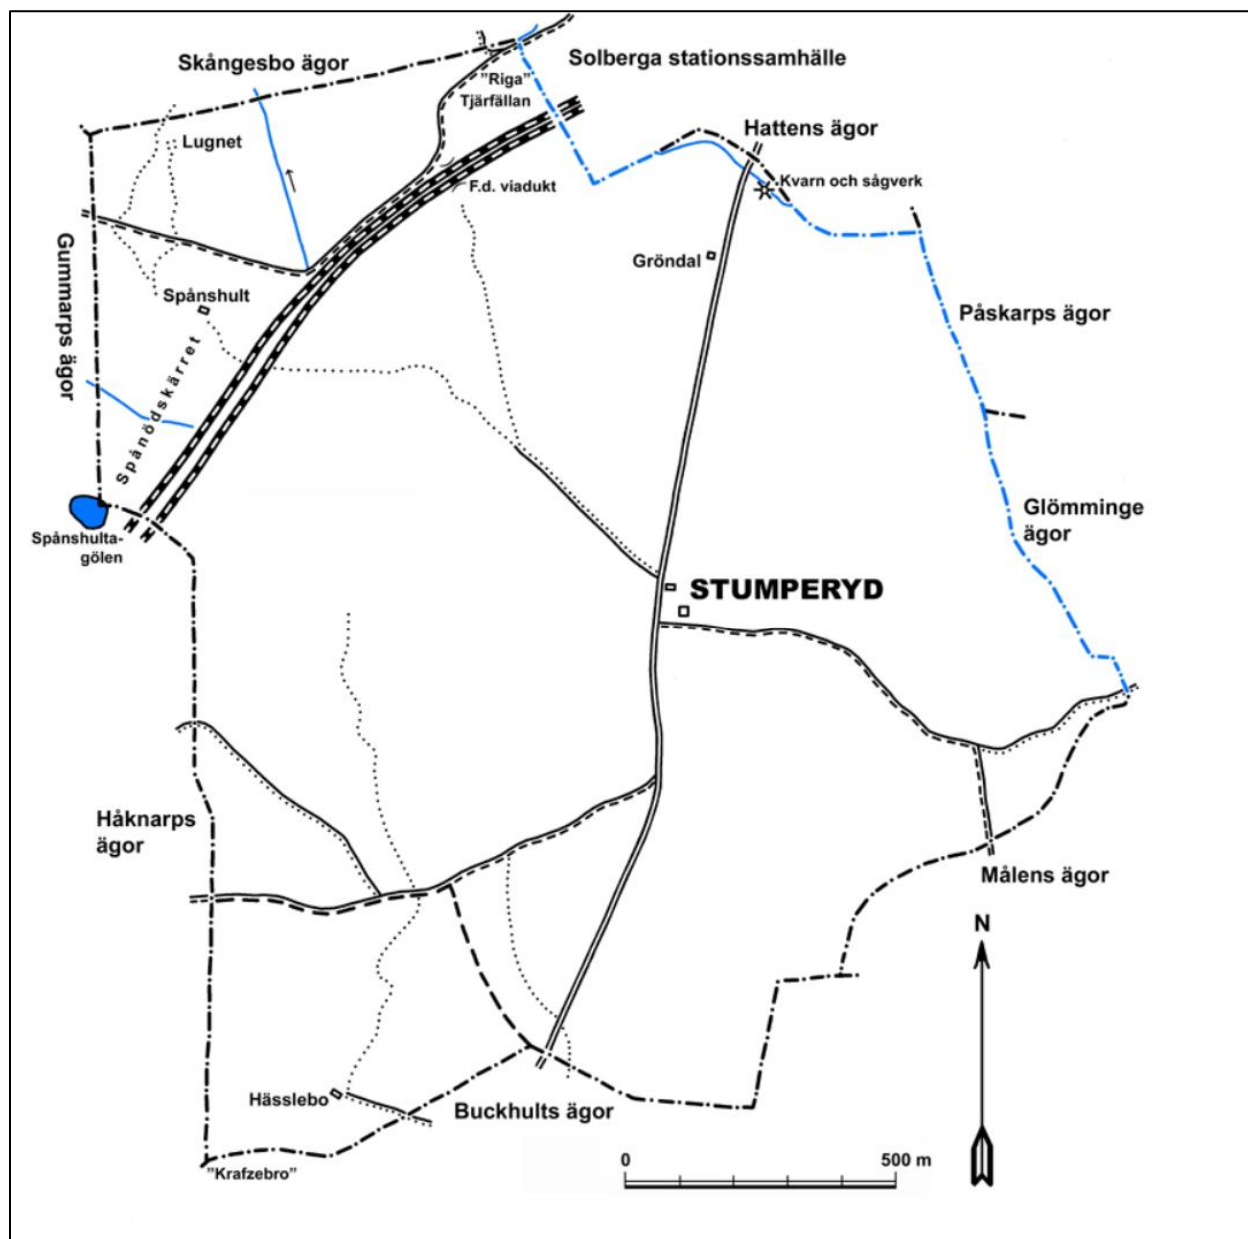 Skångesbo ägor
Solberga stationssamhälle
"Riga"
Tjärfällan
Hattens ägor
Lugnet
Kvarn och sågverk
F.d. viadukt
Gummarps ägor
Gröndal
Spånshult
Påskarps ägor
Spånödskärret
Glömminge
ägor
Spånshulta-
gölen
STUMPERYD
Håknarps
ägor
Målens ägor
N
Hässlebo
Buckhults ägor
"Krafzebro"
0 500 m